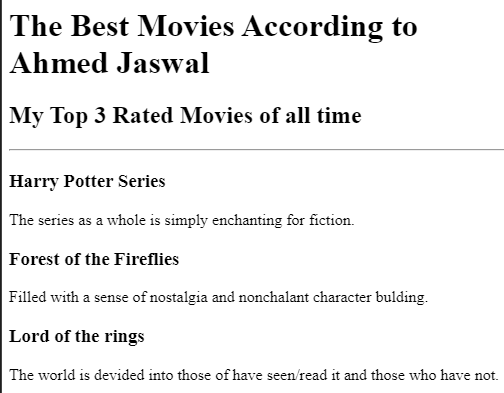 The Best Movies According to
Ahmed Jaswal
My Top 3 Rated Movies of all time
Harry Potter Series
The series as a whole is simply enchanting for fiction.
Forest of the Fireflies
Filled with a sense of nostalgia and nonchalant character bulding.
Lord of the rings
The world is devided into those of have seen/read it and those who have not.